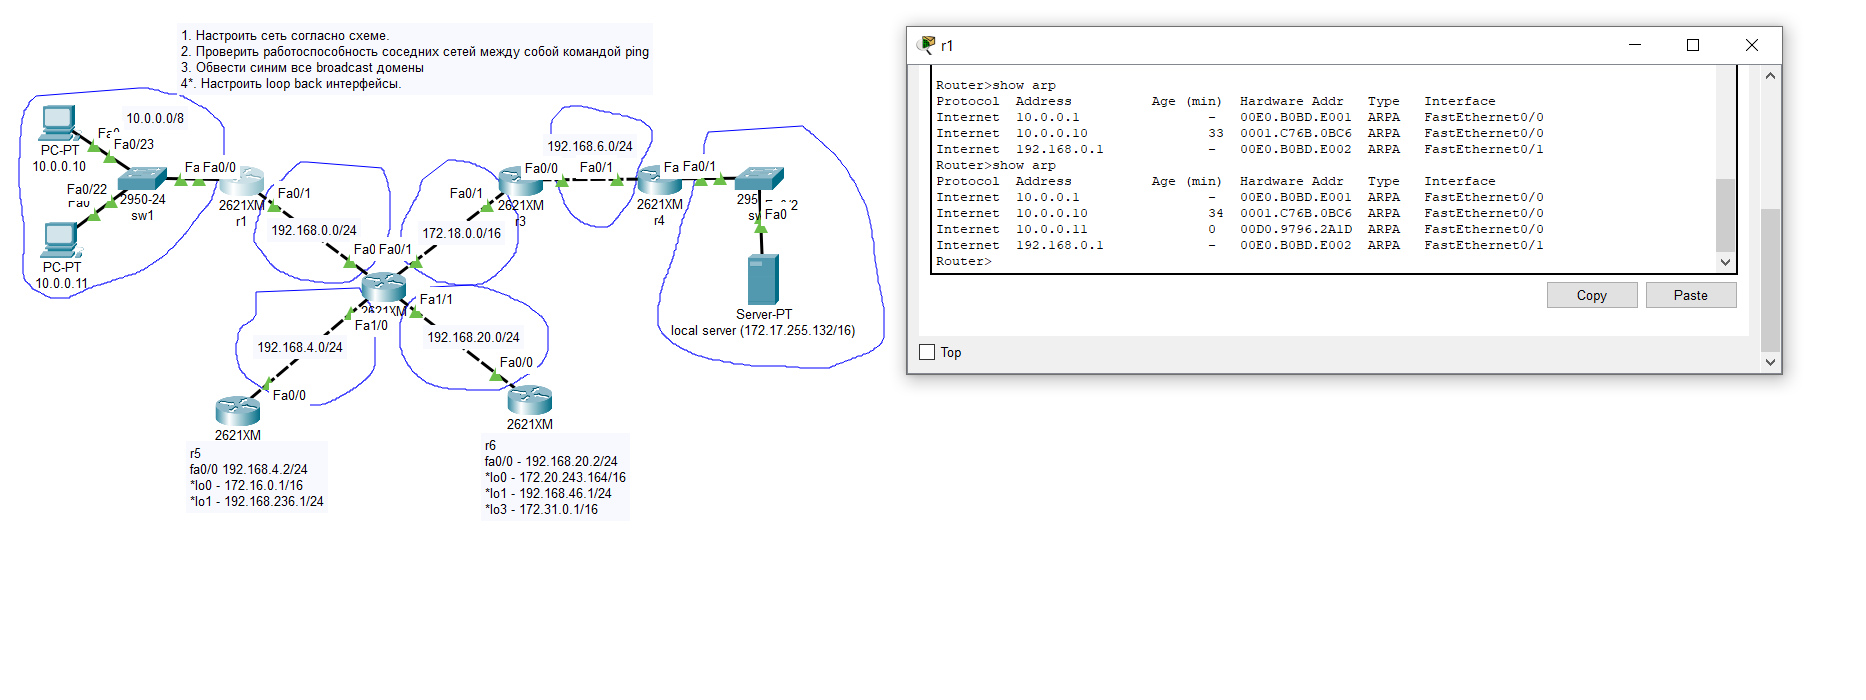 1. Настроить сеть согласно схеме.
2. Проверить работоспособность соседних сетей между собой командой ping
3. Обвести синим все broadcast домены
4*. Настроить loop back интерфейсы.
10.0.0.0/8
Fa0/23
PC-PT
10.0.0.10
Fa0/22
2950-24
sw1
Fa Fa0/0
2621XM
r1
Fa0/1
PC-PT
10.0.0.11
192.168.0.0/24
Fa0 Fa0/1
172.18.0.0/16
Fa0/1
Fa0/0
2621XM
r3
192.168.6.0/24
Fa0/1
2621XM
r4
Fa Fa0/1
Fa0
Server-PT
local server (172.17.255.132/16)
2621XM
Fa1/1
Fa1/0
192.168.4.0/24
192.168.20.0/24
Fa0/0
Fa0/0
2621XM
2621XM
r5
fa0/0 192.168.4.2/24
*lo0 - 172.16.0.1/16
*lo1 - 192.168.236.1/24
r6
fa0/0 - 192.168.20.2/24
*lo0 - 172.20.243.164/16
*lo1 - 192.168.46.1/24
*lo3 - 172.31.0.1/16
r1
Router>show arp
Protocol Address Age (min) Hardware Addr Type Interface
Internet 10.0.0.1 - 00E0.B0BD.E001 ARPA FastEthernet0/0
Internet 10.0.0.10 33 0001.C76B.0BC6 ARPA FastEthernet0/0
Internet 192.168.0.1 - 00E0.B0BD.E002 ARPA FastEthernet0/1
Router>show arp
Protocol Address Age (min) Hardware Addr Type Interface
Internet 10.0.0.1 - 00E0.B0BD.E001 ARPA FastEthernet0/0
Internet 10.0.0.10 34 0001.C76B.0BC6 ARPA FastEthernet0/0
Internet 10.0.0.11 0 00D0.9796.2A1D ARPA FastEthernet0/0
Internet 192.168.0.1 - 00E0.B0BD.E002 ARPA FastEthernet0/1
Router>
Copy
Paste
Top